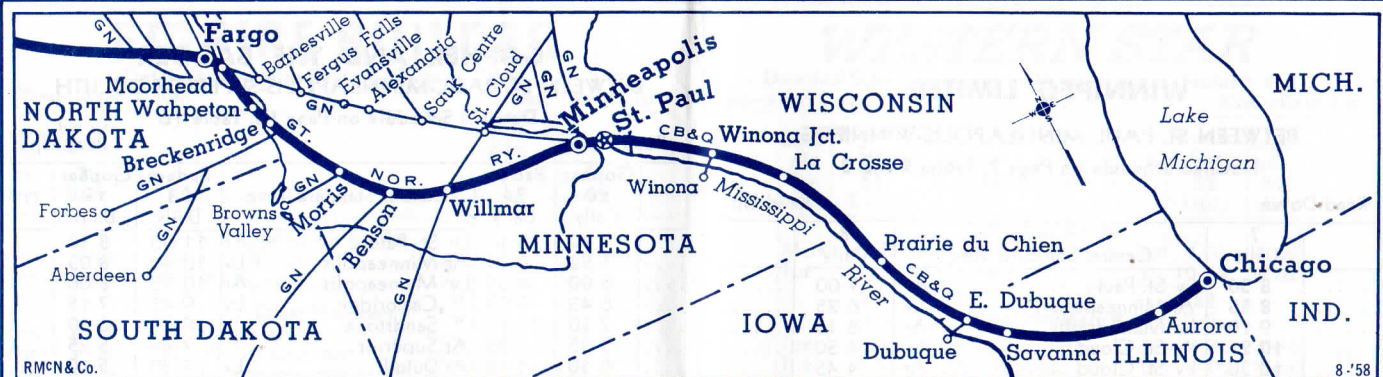 GN
Fargo
Barnesville
Fergus Falls
Evansville
Alexandria
Sauk Centre
St. Cloud
GN
GN
GN
GN
Minneapolis
St. Paul
Moorhead
Wahpeton
NORTH
DAKOTA
Breckenridge
GT. NOR. RY.
CB&Q
Winona Jct.
WISCONSIN
La Crosse
Winona
Mississippi
River
MICH.
Lake
Michigan
GN
GN
Forbes
Aberdeen
GN
Browns
Valley
Morris
Benson
Willmar
MINNESOTA
GN
GN
SOUTH DAKOTA
Prairie du Chien
CB&Q
E. Dubuque
IOWA
Dubuque
Savanna
ILLINOIS
Aurora
Chicago
IND.
RMCN&Co.
8-'58